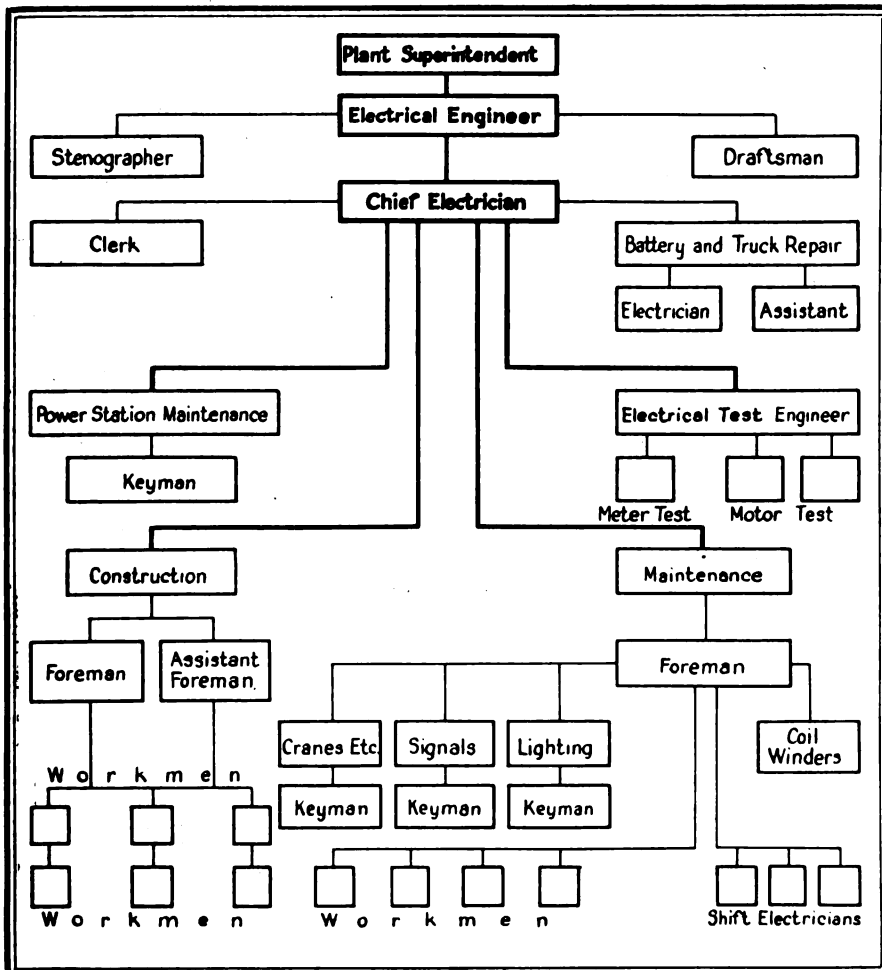 Plant Superintendent
Electrical Engineer
Stenographer
Draftsman
Chief Electrician
Clerk
Battery and Truck Repair
Electrician
Assistant
Power Station Maintenance
Electrical Test Engineer
Keyman
Meter Test
Motor Test
Construction
Maintenance
Foreman
Assistant
Foreman
Foreman
Cranes Etc.
Signals
Lighting
Coil
Winders
Workmen
Keyman
Keyman
Keyman
Workmen
Workmen
Shift Electricians